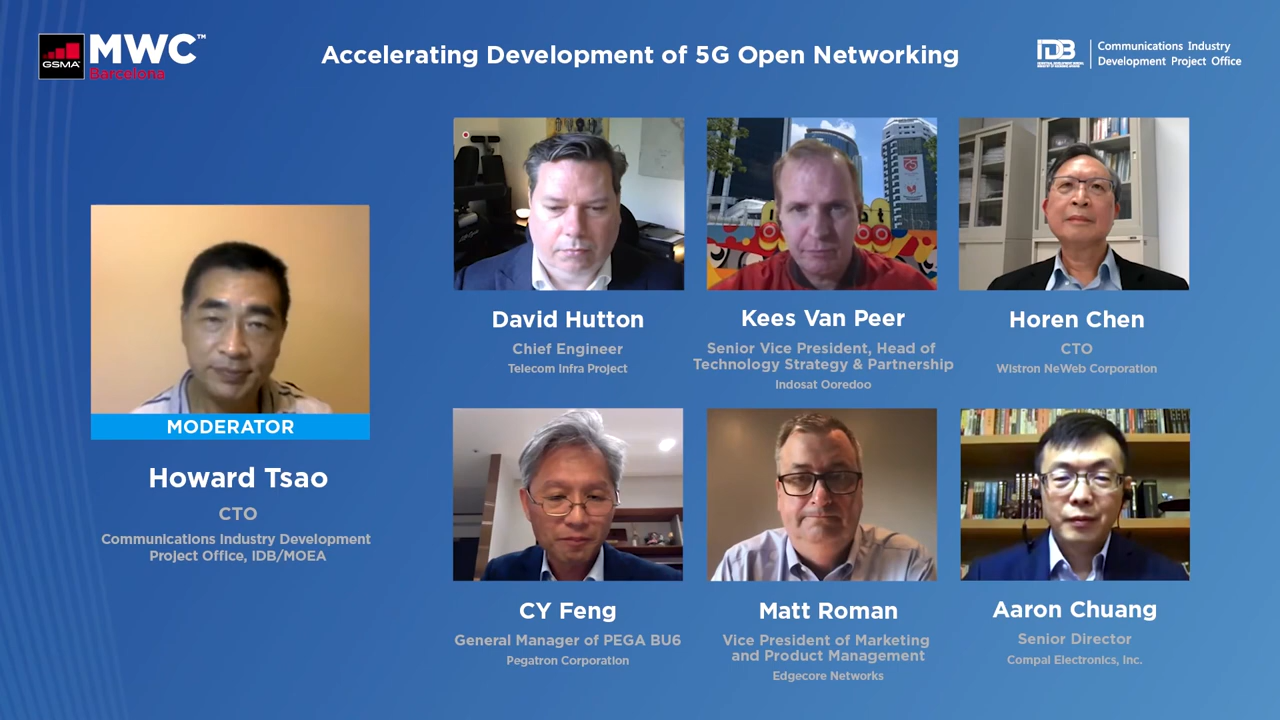 GSMA
MWC™
Barcelona
Accelerating Development of 5G Open Networking
IDB
Communications Industry
Development Project Office
MODERATOR
Howard Tsao
CTO
Communications Industry Development
Project Office, IDB/MOEA
David Hutton
Chief Engineer
Telecom Infra Project
Kees Van Peer
Senior Vice President, Head of
Technology Strategy & Partnership
Indosat Ooredoo
Horen Chen
CTO
Wistron NeWeb Corporation
CY Feng
General Manager of PEGA BU6
Pegatron Corporation
Matt Roman
Vice President of Marketing
and Product Management
Edgecore Networks
Aaron Chuang
Senior Director
Compal Electronics, Inc.